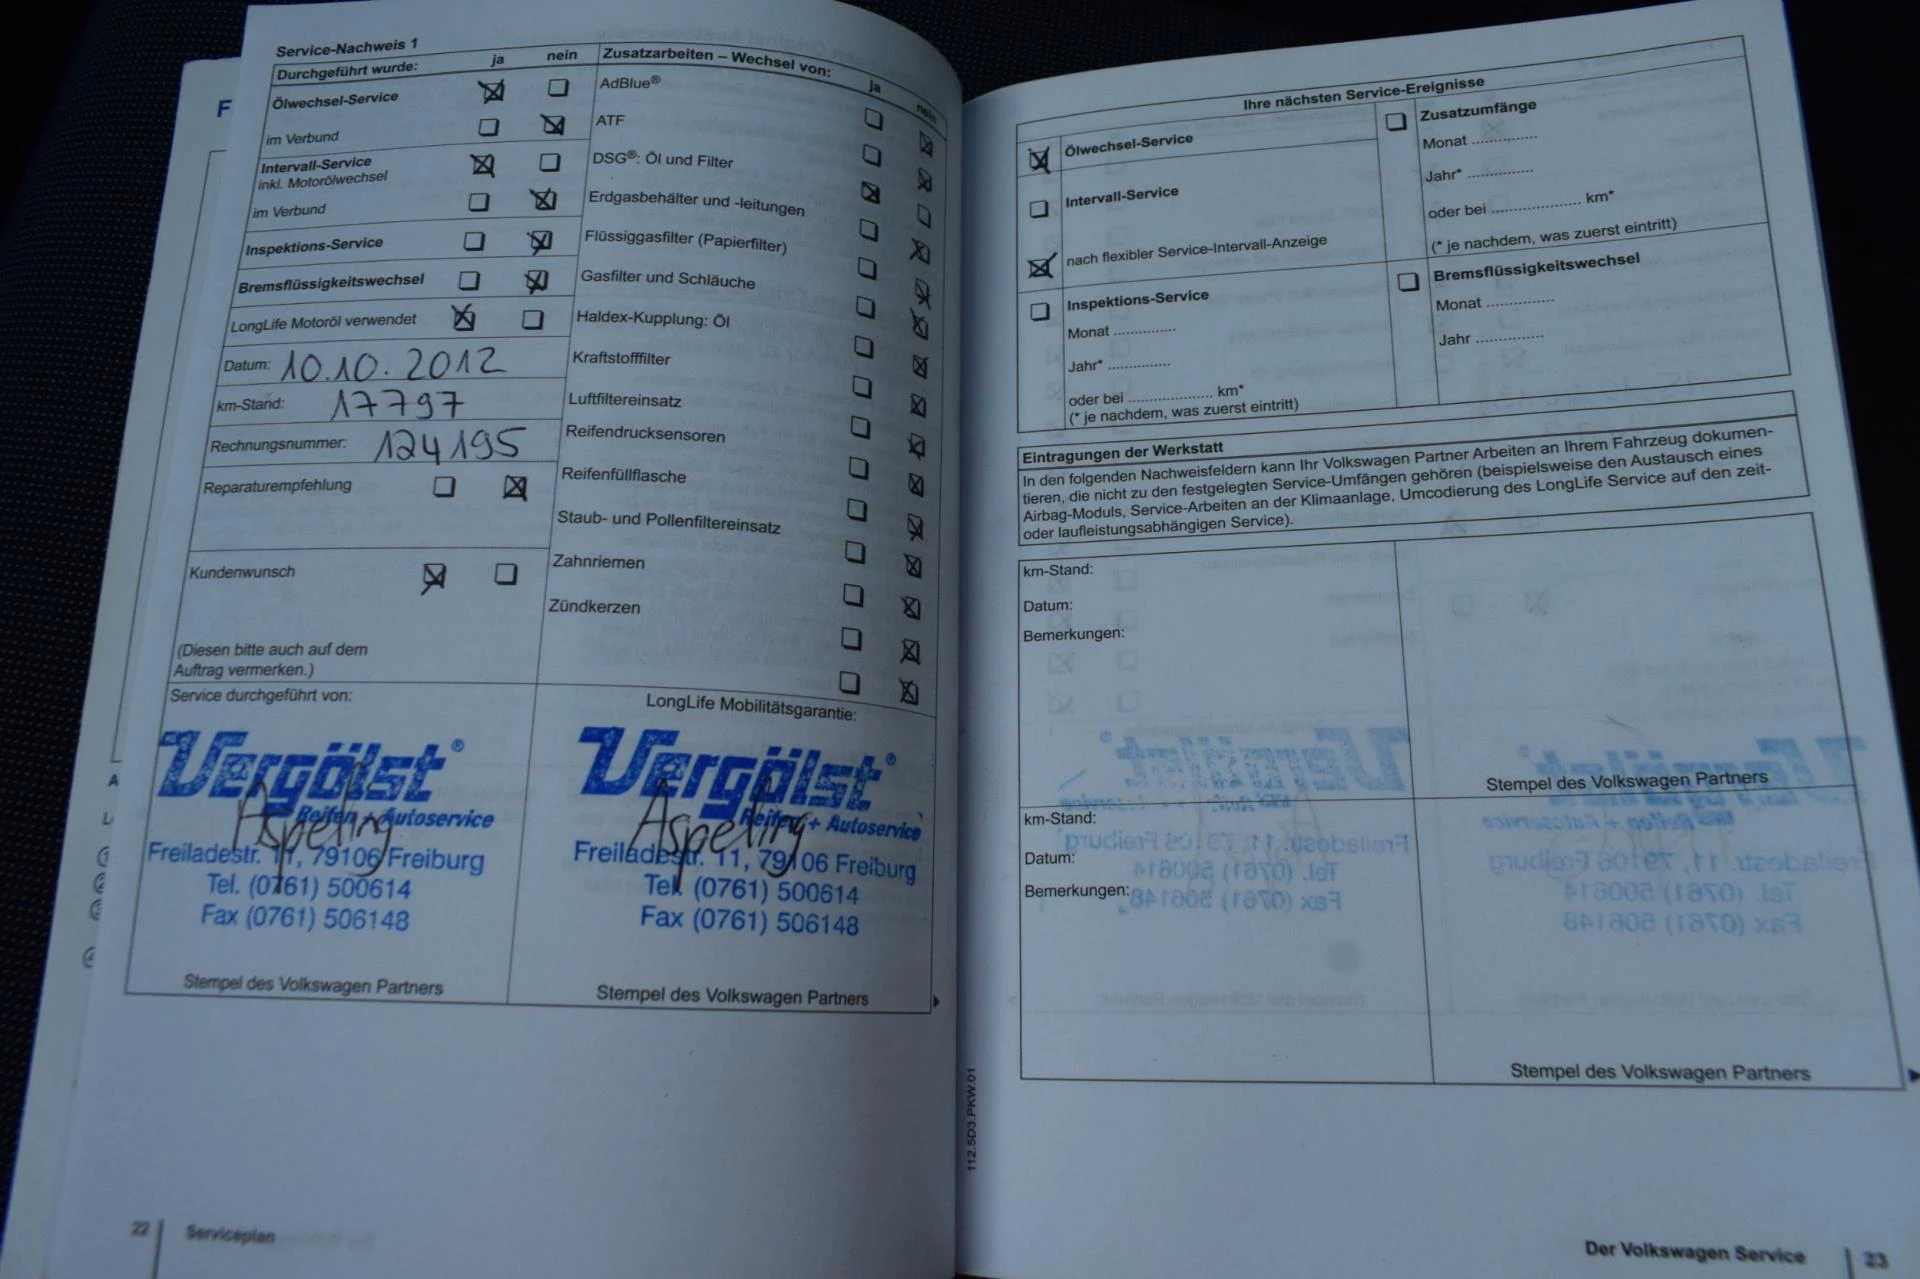 Service-Nachweis 1
Durchgeführt wurde: ja nein
Ölwechsel-Service
im Verbund
Intervall-Service
inkl. Motorölwechsel
im Verbund
Inspektions-Service
Bremsflüssigkeitswechsel
LongLife Motoröl verwendet
Datum: 10.10.2012
km-Stand: 17797
Rechnungsnummer: 124195
Reparaturempfehlung
Kundenwunsch
(Diesen bitte auch auf dem
Auftrag vermerken.)
Zusatzarbeiten – Wechsel von: ja nein
AdBlue®
ATF
DSG®: Öl und Filter
Erdgasbehälter und -leitungen
Flüssiggasfilter (Papierfilter)
Gasfilter und Schläuche
Haldex-Kupplung: Öl
Kraftstofffilter
Luftfiltereinsatz
Reifendrucksensoren
Reifenfüllflasche
Staub- und Pollenfiltereinsatz
Zahnriemen
Zündkerzen
Service durchgeführt von:
Vergölst®
Reifen + Autoservice
Aspeling
Freiladestr. 11, 79106 Freiburg
Tel. (0761) 500614
Fax (0761) 506148
Stempel des Volkswagen Partners
LongLife Mobilitätsgarantie:
Vergölst®
Reifen + Autoservice
Aspeling
Freiladestr. 11, 79106 Freiburg
Tel. (0761) 500614
Fax (0761) 506148
Stempel des Volkswagen Partners
22 Serviceplan
Ihre nächsten Service-Ereignisse
Ölwechsel-Service
Intervall-Service
nach flexibler Service-Intervall-Anzeige
Inspektions-Service
Monat ..............
Jahr* ..............
oder bei ................... km*
(* je nachdem, was zuerst eintritt)
Zusatzumfänge
Monat ..............
Jahr* ..............
oder bei ................... km*
(* je nachdem, was zuerst eintritt)
Bremsflüssigkeitswechsel
Monat ..............
Jahr ..............
Eintragungen der Werkstatt
In den folgenden Nachweisfeldern kann Ihr Volkswagen Partner Arbeiten an Ihrem Fahrzeug dokumen-
tieren, die nicht zu den festgelegten Service-Umfängen gehören (beispielsweise den Austausch eines
Airbag-Moduls, Service-Arbeiten an der Klimaanlage, Umcodierung des LongLife Service auf den zeit-
oder laufleistungsabhängigen Service).
km-Stand:
Datum:
Bemerkungen:
Stempel des Volkswagen Partners
km-Stand:
Datum:
Bemerkungen:
Stempel des Volkswagen Partners
112.5D3.PKW.01
Der Volkswagen Service 23